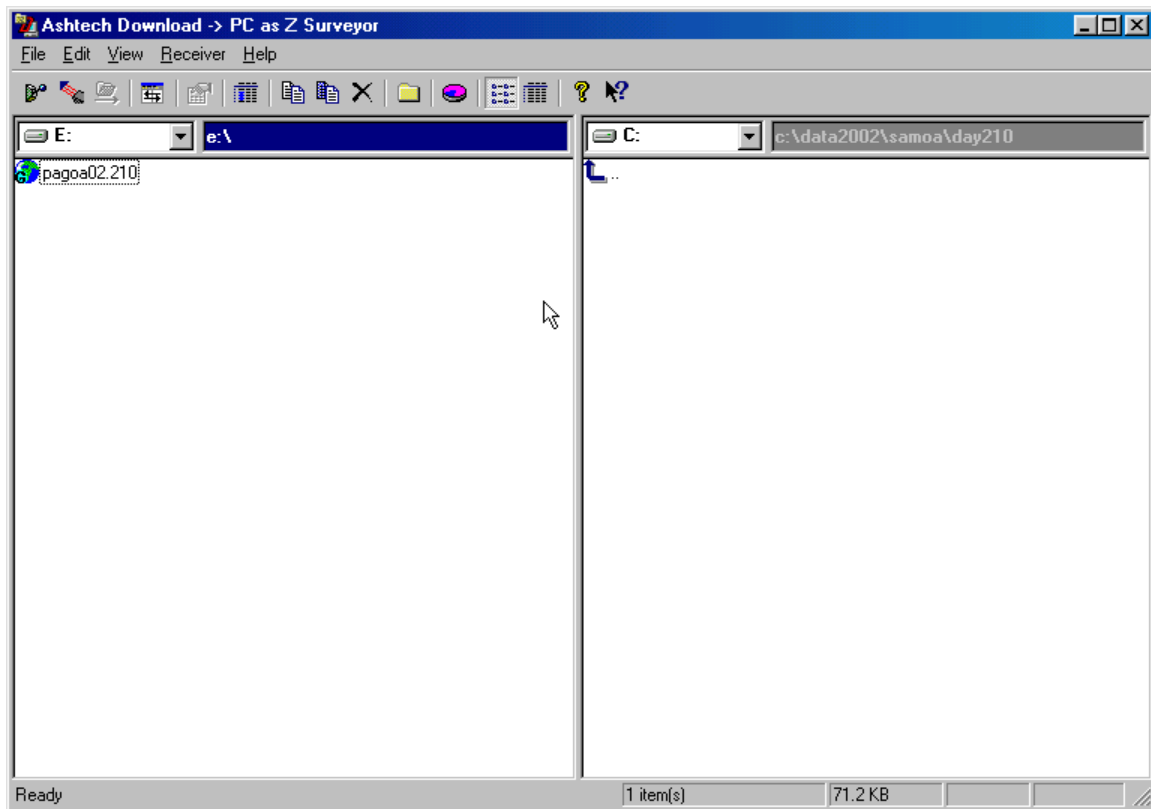 Ashtech Download -> PC as Z Surveyor
File Edit View Receiver Help
E: e:\
C: c:\data2002\samoa\day210
pagoa02.210
..
Ready 1 item(s) 71.2 KB